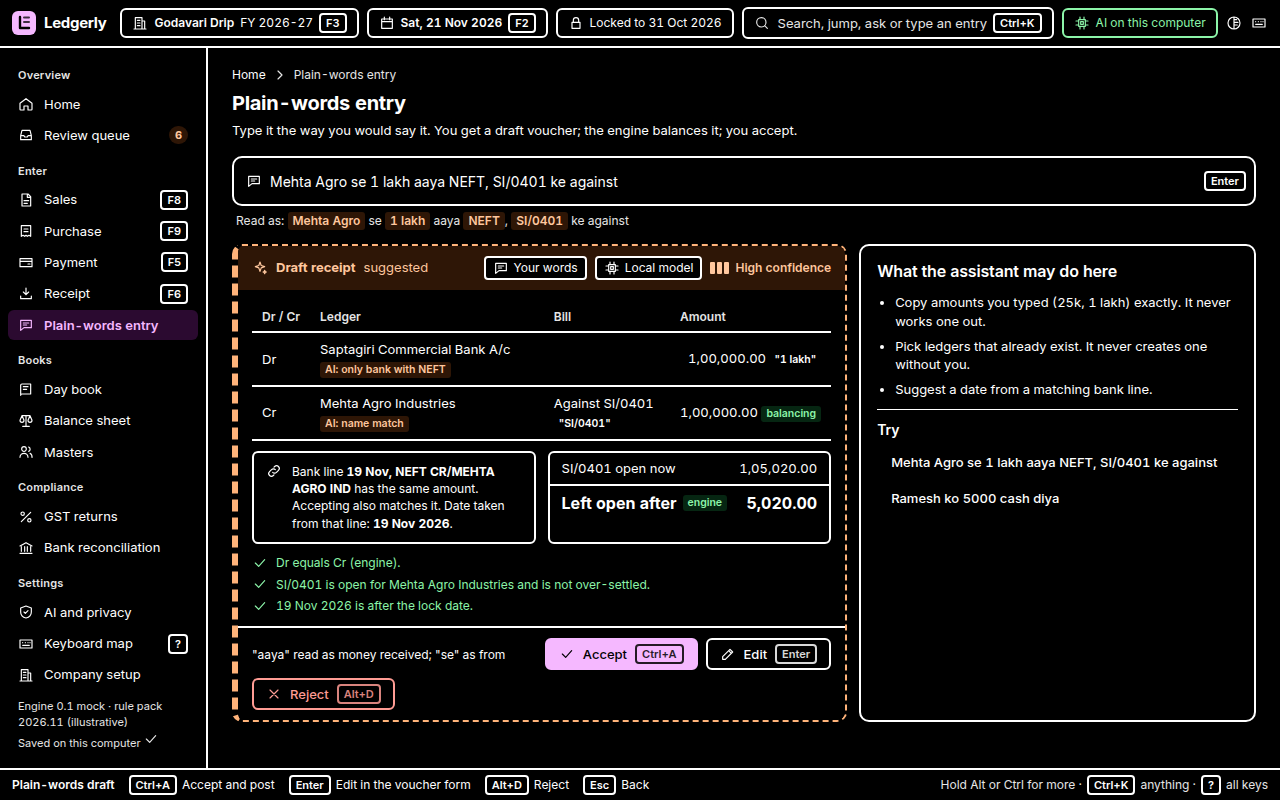 Ledgerly
Godavari Drip FY 2026-27 F3
Sat, 21 Nov 2026 F2
Locked to 31 Oct 2026
Search, jump, ask or type an entry Ctrl+K
AI on this computer
Overview
Home
Review queue 6
Enter
Sales F8
Purchase F9
Payment F5
Receipt F6
Plain-words entry
Books
Day book
Balance sheet
Masters
Compliance
GST returns
Bank reconciliation
Settings
AI and privacy
Keyboard map ?
Company setup
Engine 0.1 mock · rule pack
2026.11 (illustrative)
Saved on this computer
Home > Plain-words entry
Plain-words entry
Type it the way you would say it. You get a draft voucher; the engine balances it; you accept.
Mehta Agro se 1 lakh aaya NEFT, SI/0401 ke against Enter
Read as: Mehta Agro se 1 lakh aaya NEFT , SI/0401 ke against
Draft receipt suggested Your words Local model High confidence
Dr / Cr Ledger Bill Amount
Dr Saptagiri Commercial Bank A/c 1,00,000.00 "1 lakh"
AI: only bank with NEFT
Cr Mehta Agro Industries Against SI/0401 1,00,000.00 balancing
AI: name match "SI/0401"
Bank line 19 Nov, NEFT CR/MEHTA
AGRO IND has the same amount.
Accepting also matches it. Date taken
from that line: 19 Nov 2026.
SI/0401 open now 1,05,020.00
Left open after engine 5,020.00
Dr equals Cr (engine).
SI/0401 is open for Mehta Agro Industries and is not over-settled.
19 Nov 2026 is after the lock date.
"aaya" read as money received; "se" as from
Accept Ctrl+A
Edit Enter
Reject Alt+D
What the assistant may do here
• Copy amounts you typed (25k, 1 lakh) exactly. It never
works one out.
• Pick ledgers that already exist. It never creates one
without you.
• Suggest a date from a matching bank line.
Try
Mehta Agro se 1 lakh aaya NEFT, SI/0401 ke against
Ramesh ko 5000 cash diya
Plain-words draft Ctrl+A Accept and post Enter Edit in the voucher form Alt+D Reject Esc Back
Hold Alt or Ctrl for more · Ctrl+K anything · ? all keys